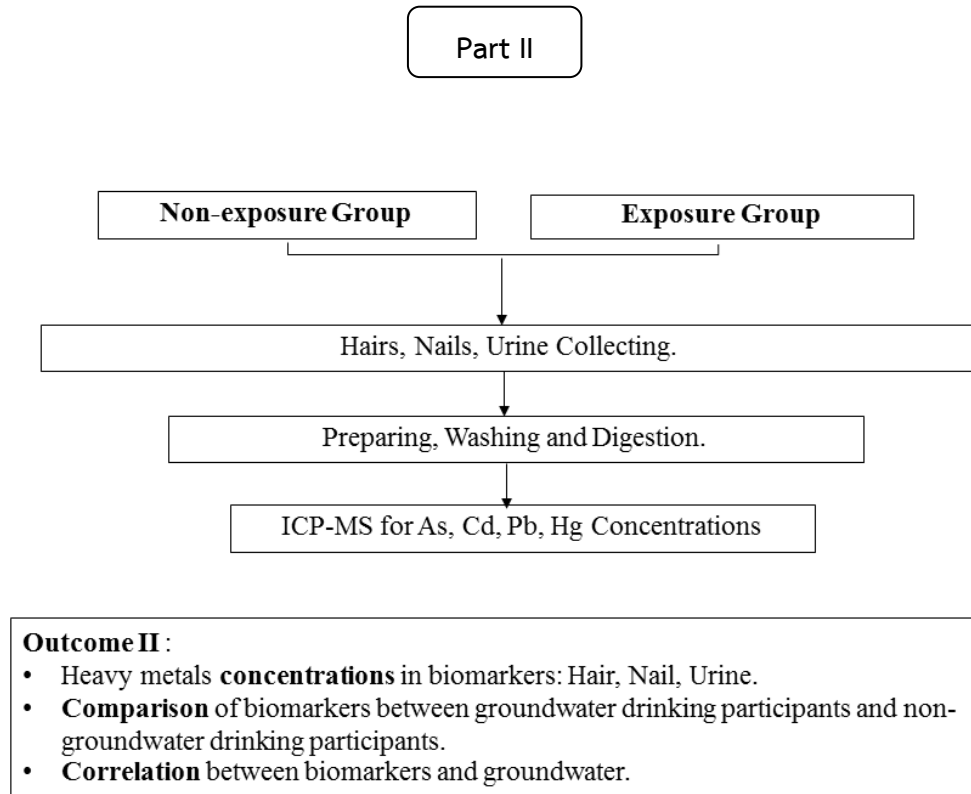 Part II
Non-exposure Group
Exposure Group
Hairs, Nails, Urine Collecting.
Preparing, Washing and Digestion.
ICP-MS for As, Cd, Pb, Hg Concentrations
Outcome II :
• Heavy metals concentrations in biomarkers: Hair, Nail, Urine.
• Comparison of biomarkers between groundwater drinking participants and non-
groundwater drinking participants.
• Correlation between biomarkers and groundwater.